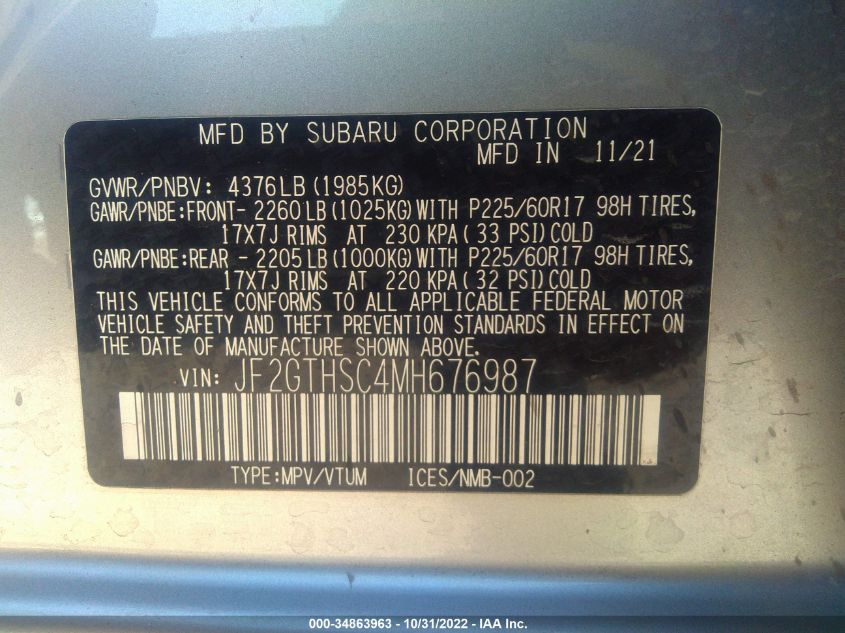 MFD BY SUBARU CORPORATION
MFD IN 11/21
GVWR/PNBV: 4376LB (1985KG)
GAWR/PNBE:FRONT- 2260LB (1025KG) WITH P225/60R17 98H TIRES,
17X7J RIMS AT 230 KPA ( 33 PSI) COLD
GAWR/PNBE:REAR - 2205LB (1000KG) WITH P225/60R17 98H TIRES,
17X7J RIMS AT 220 KPA ( 32 PSI) COLD
THIS VEHICLE CONFORMS TO ALL APPLICABLE FEDERAL MOTOR
VEHICLE SAFETY AND THEFT PREVENTION STANDARDS IN EFFECT ON
THE DATE OF MANUFACTURE SHOWN ABOVE.
VIN: JF2GTHSC4MH676987
TYPE:MPV/VTUM ICES/NMB-002
000-34863963 - 10/31/2022 - IAA Inc.